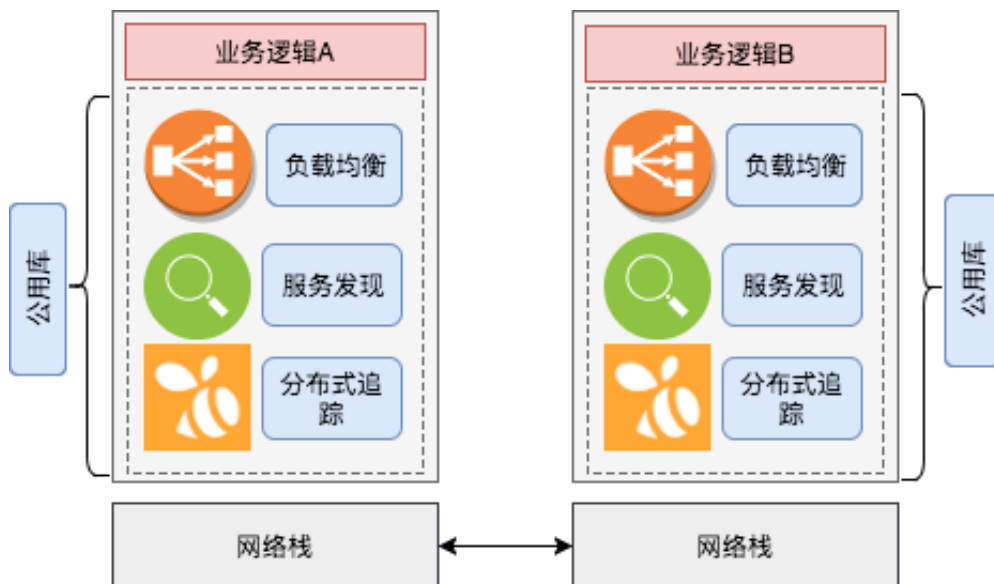 业务逻辑A
负载均衡
服务发现
分布式追
踪
公用库
网络栈
业务逻辑B
负载均衡
服务发现
分布式追
踪
公用库
网络栈